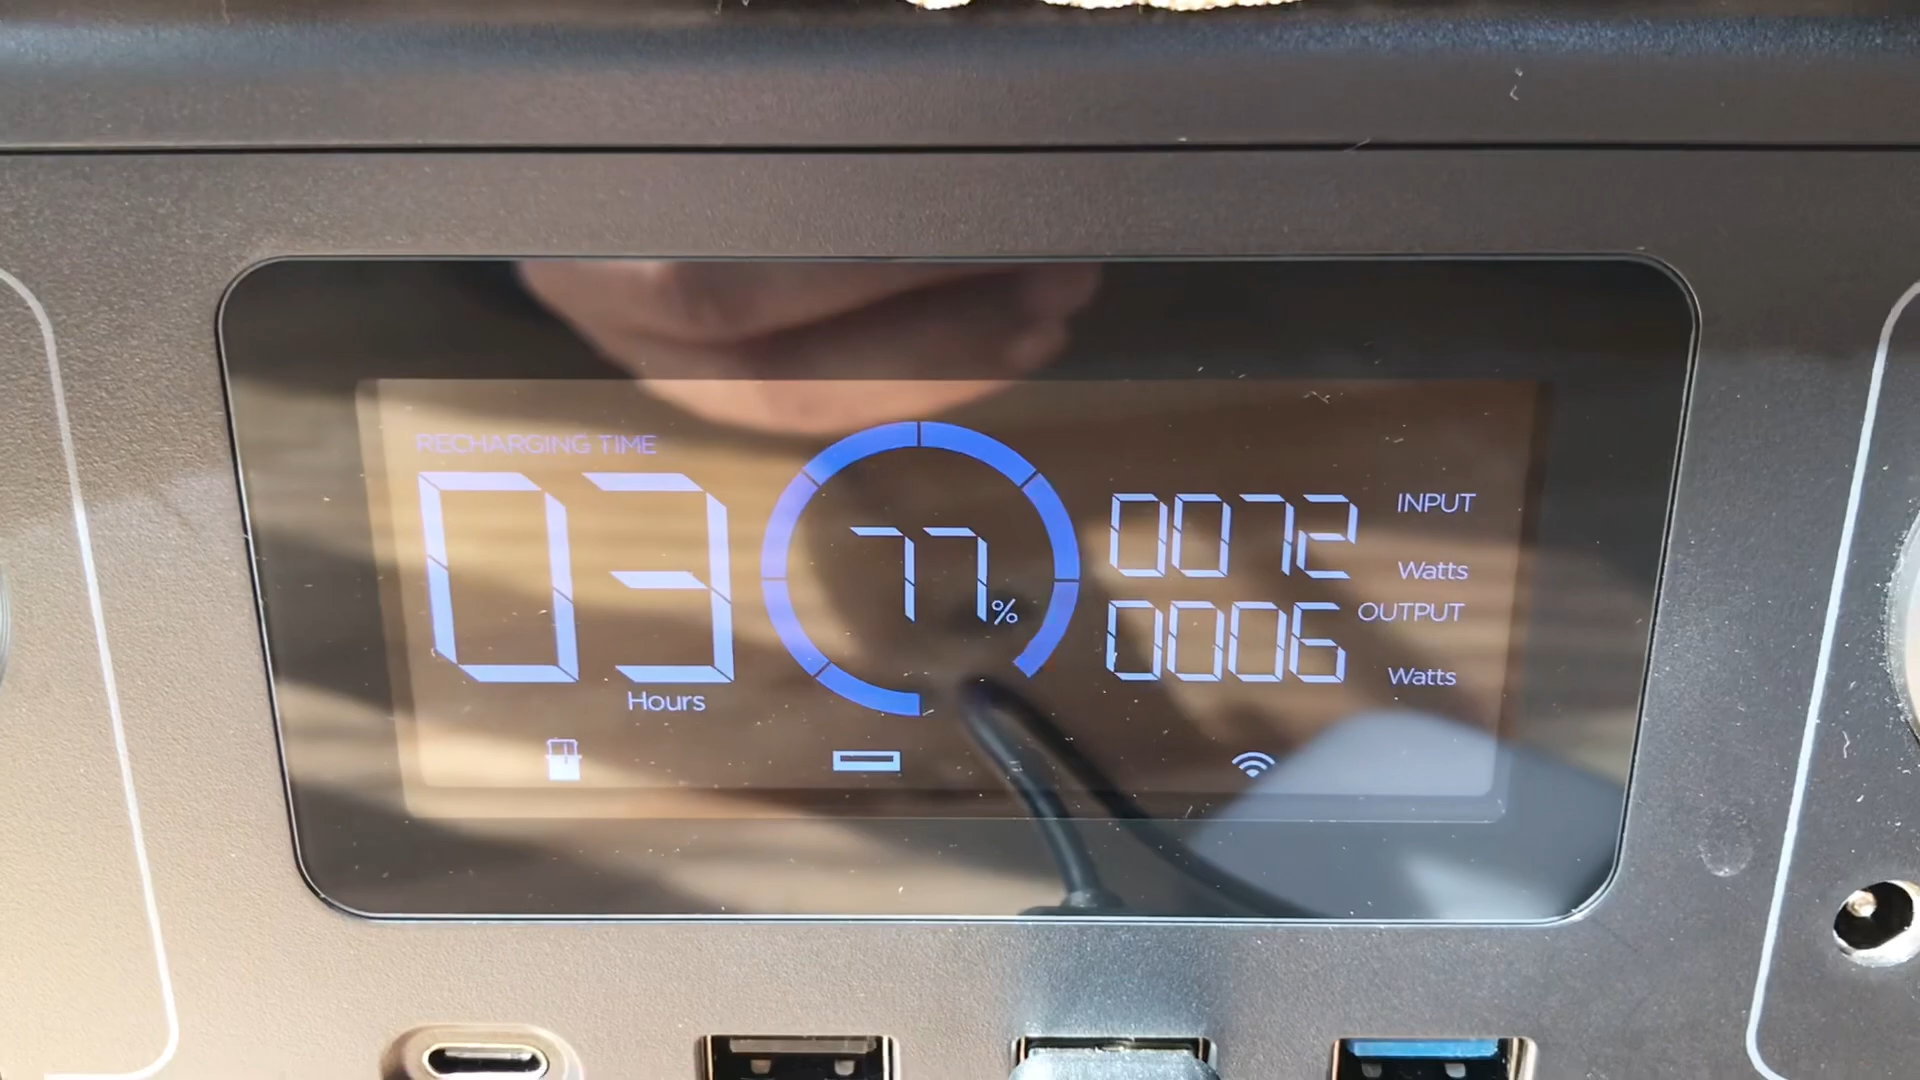 RECHARGING TIME
03
Hours
77%
0072 INPUT
Watts
0006 OUTPUT
Watts